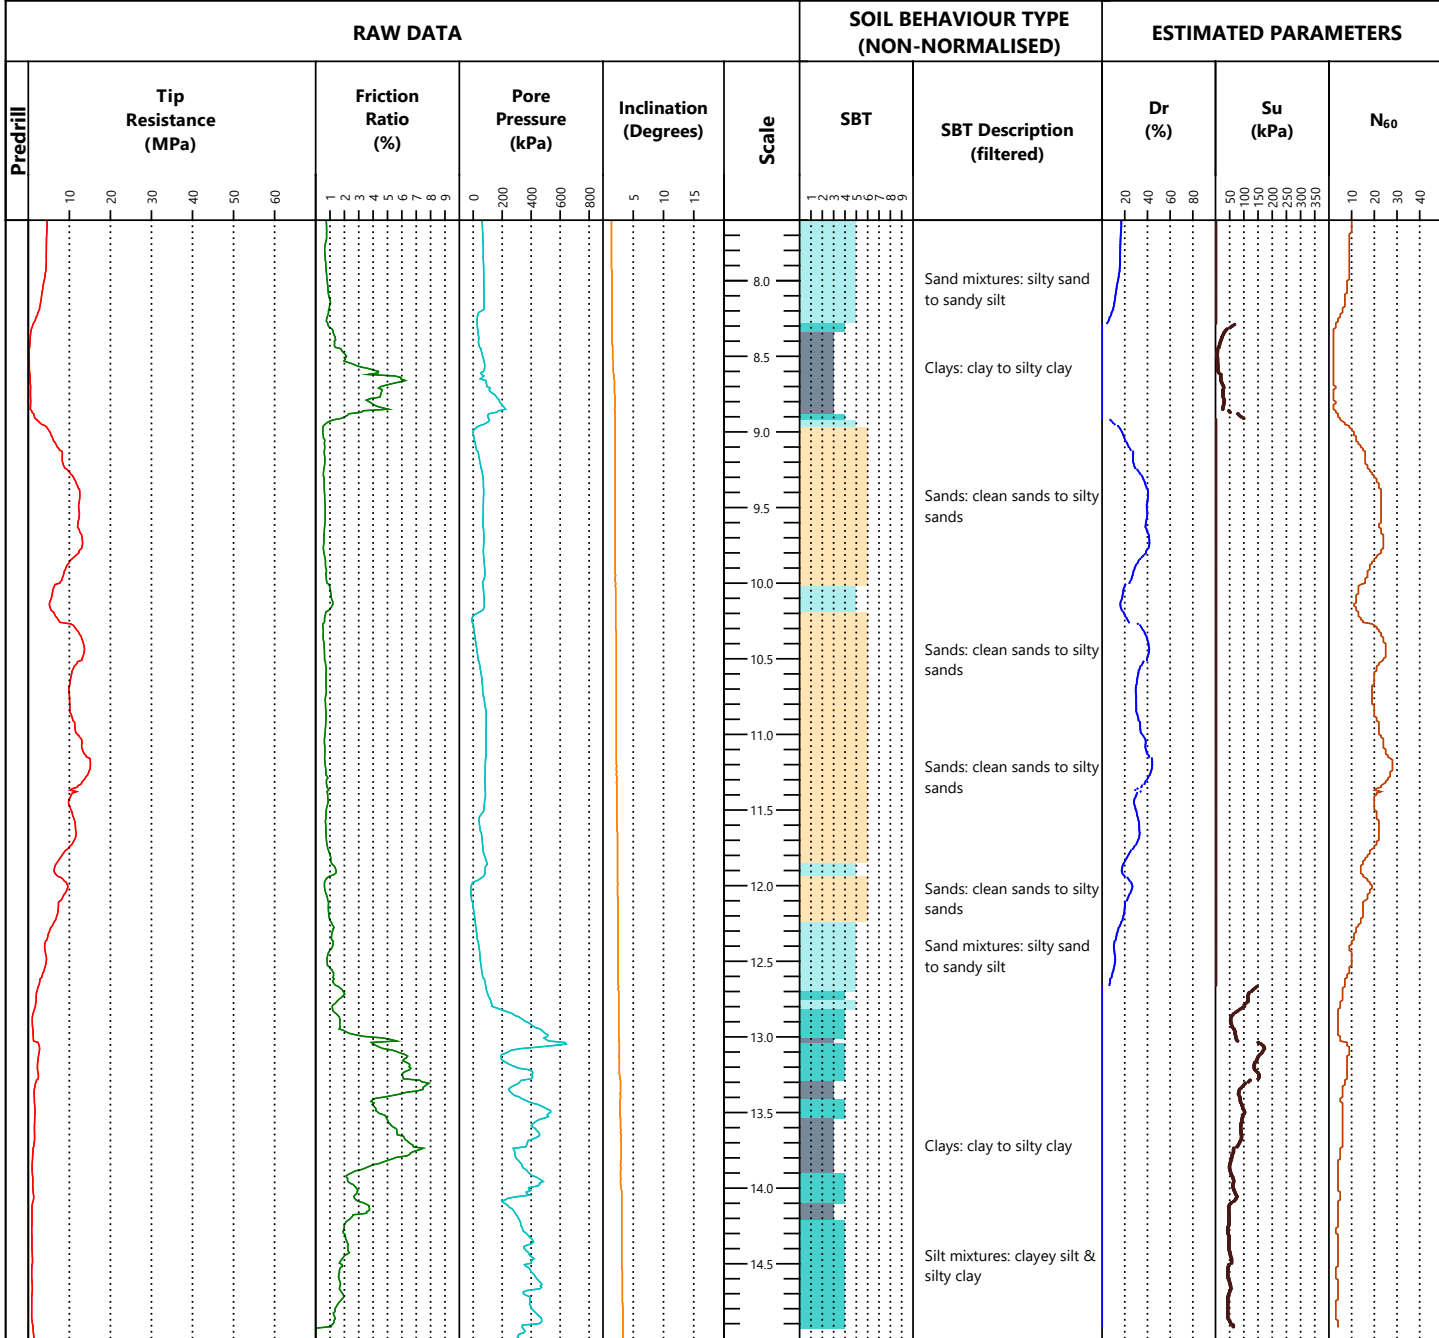 RAW DATA
SOIL BEHAVIOUR TYPE
(NON-NORMALISED)
ESTIMATED PARAMETERS
Predrill
Tip
Resistance
(MPa)
Friction
Ratio
(%)
Pore
Pressure
(kPa)
Inclination
(Degrees)
Scale
SBT
SBT Description
(filtered)
Dr
(%)
Su
(kPa)
N60
10 20 30 40 50 60
1 2 3 4 5 6 7 8 9
0 200 400 600 800
5 10 15
1 2 3 4 5 6 7 8 9
20 40 60 80
50 100 150 200 250 300 350
10 20 30 40
8.0
Sand mixtures: silty sand
to sandy silt
8.5
Clays: clay to silty clay
9.0
9.5
Sands: clean sands to silty
sands
10.0
10.5
Sands: clean sands to silty
sands
11.0
Sands: clean sands to silty
sands
11.5
12.0
Sands: clean sands to silty
sands
12.5
Sand mixtures: silty sand
to sandy silt
13.0
13.5
Clays: clay to silty clay
14.0
14.5
Silt mixtures: clayey silt &
silty clay